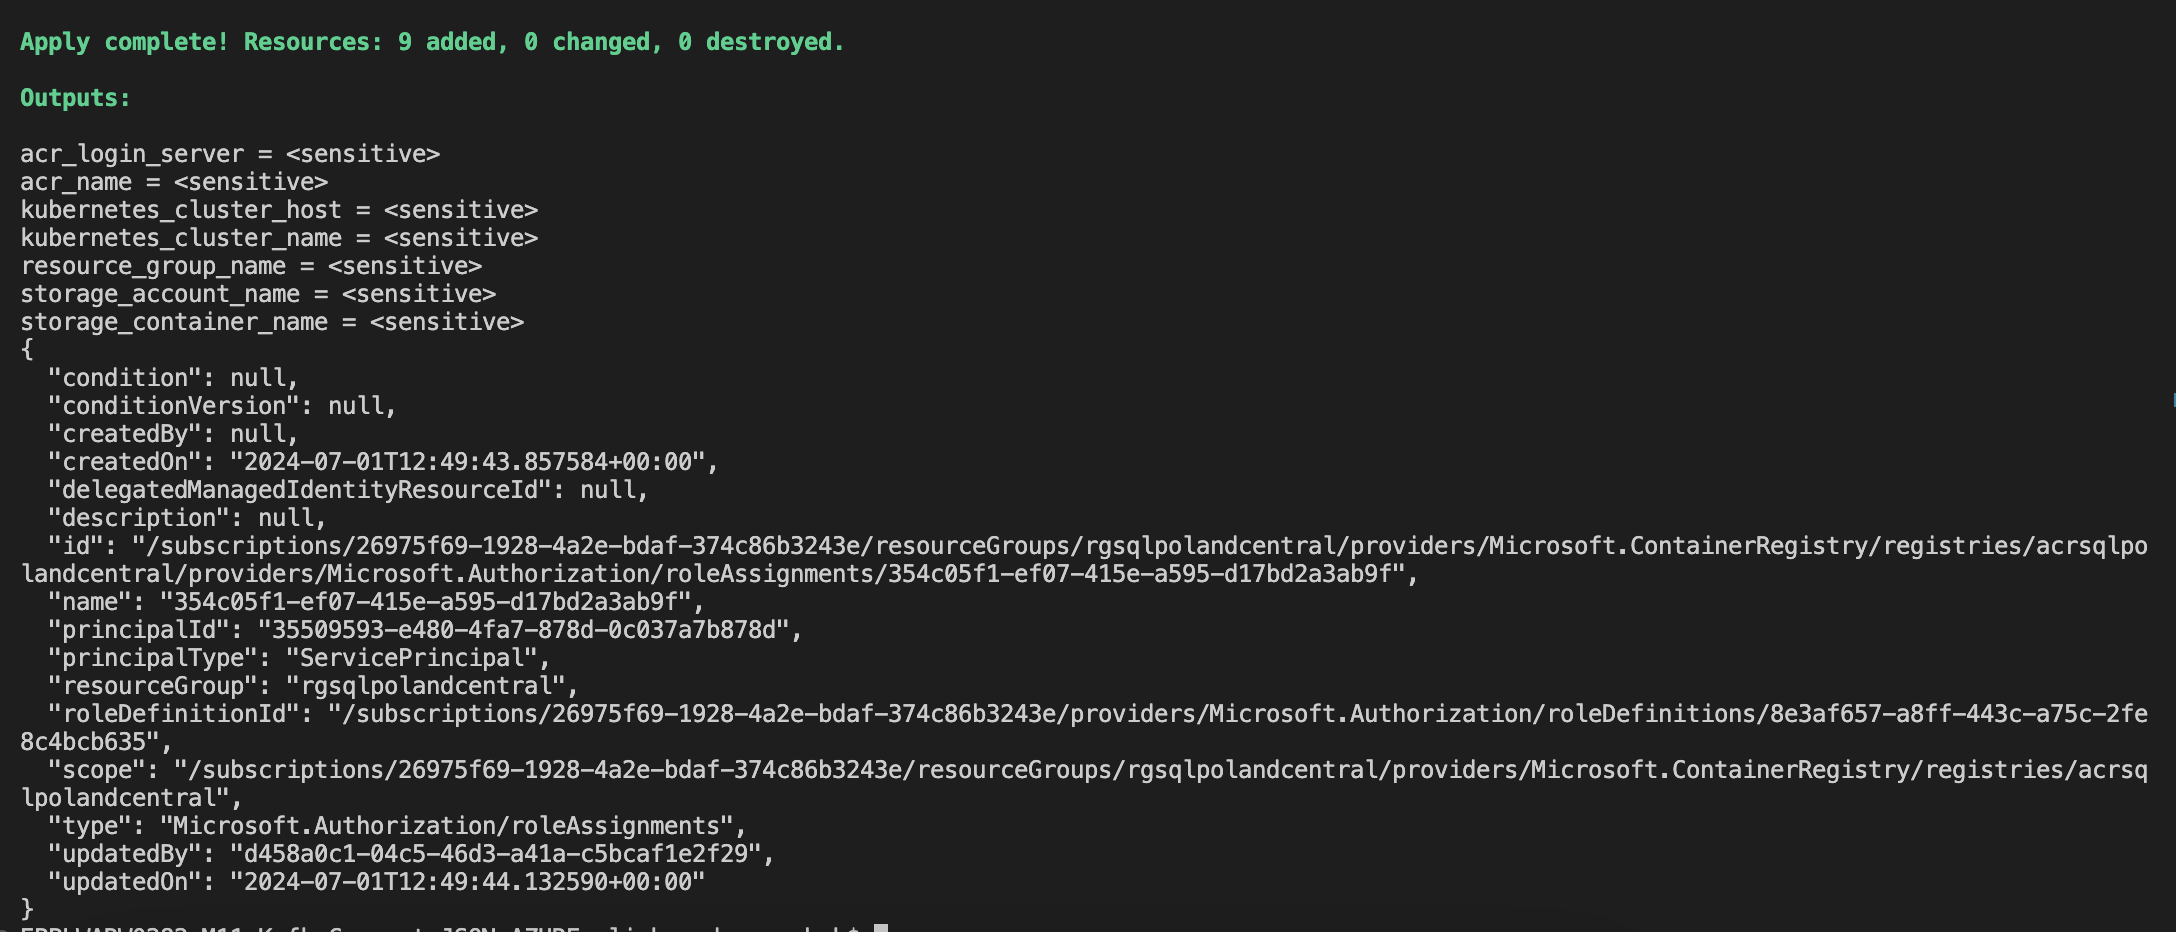 Apply complete! Resources: 9 added, 0 changed, 0 destroyed.
Outputs:
acr_login_server = <sensitive>
acr_name = <sensitive>
kubernetes_cluster_host = <sensitive>
kubernetes_cluster_name = <sensitive>
resource_group_name = <sensitive>
storage_account_name = <sensitive>
storage_container_name = <sensitive>
{
  "condition": null,
  "conditionVersion": null,
  "createdBy": null,
  "createdOn": "2024-07-01T12:49:43.857584+00:00",
  "delegatedManagedIdentityResourceId": null,
  "description": null,
  "id": "/subscriptions/26975f69-1928-4a2e-bdaf-374c86b3243e/resourceGroups/rgsqlpolandcentral/providers/Microsoft.ContainerRegistry/registries/acrsqlpo
landcentral/providers/Microsoft.Authorization/roleAssignments/354c05f1-ef07-415e-a595-d17bd2a3ab9f",
  "name": "354c05f1-ef07-415e-a595-d17bd2a3ab9f",
  "principalId": "35509593-e480-4fa7-878d-0c037a7b878d",
  "principalType": "ServicePrincipal",
  "resourceGroup": "rgsqlpolandcentral",
  "roleDefinitionId": "/subscriptions/26975f69-1928-4a2e-bdaf-374c86b3243e/providers/Microsoft.Authorization/roleDefinitions/8e3af657-a8ff-443c-a75c-2fe
8c4bcb635",
  "scope": "/subscriptions/26975f69-1928-4a2e-bdaf-374c86b3243e/resourceGroups/rgsqlpolandcentral/providers/Microsoft.ContainerRegistry/registries/acrsq
lpolandcentral",
  "type": "Microsoft.Authorization/roleAssignments",
  "updatedBy": "d458a0c1-04c5-46d3-a41a-c5bcaf1e2f29",
  "updatedOn": "2024-07-01T12:49:44.132590+00:00"
}